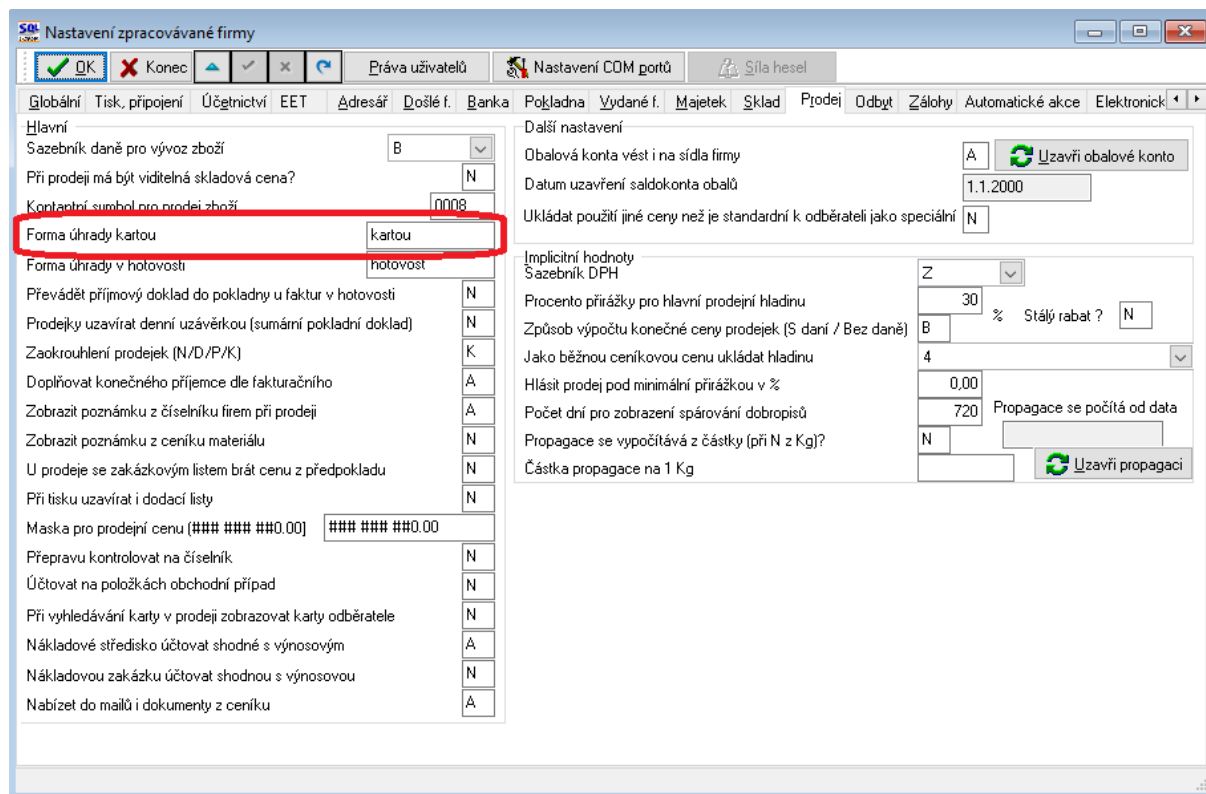 SQL Nastavení zpracovávané firmy
OK Konec Práva uživatelů Nastavení COM portů Síla hesel
Globální Tisk, připojení Účetnictví EET Adresář Došlé f. Banka Pokladna Vydané f. Majetek Sklad Prodej Odbyt Zálohy Automatické akce Elektronick
Hlavní
Sazebník daně pro vývoz zboží B
Při prodeji má být viditelná skladová cena? N
Kontantní sumbol pro prodej zboží 0008
Forma úhrady kartou kartou
Forma úhrady v hotovosti hotovost
Převádět příjmový doklad do pokladny u faktur v hotovosti N
Prodejky uzavírat denní uzávěrkou (sumární pokladní doklad) N
Zaokrouhlení prodejek (N/D/P/K) K
Doplňovat konečného příjemce dle fakturačního A
Zobrazit poznámku z číselníku firem při prodeji A
Zobrazit poznámku z ceníku materiálu N
U prodeje se zakázkovým listem brát cenu z předpokladu N
Při tisku uzavírat i dodací listy N
Maska pro prodejní cenu (### ### ##0.00] ### ### ##0.00
Přepravu kontrolovat na číselník N
Účtovat na položkách obchodní případ N
Při vyhledávání karty v prodeji zobrazovat karty odběratele N
Nákladové středisko účtovat shodné s výnosovým A
Nákladovou zakázku účtovat shodnou s výnosovou N
Nabízet do mailů i dokumenty z ceníku A
Další nastavení
Obalová konta vést i na sídla firmy A Uzavři obalové konto
Datum uzavření saldokonta obalů 1.1.2000
Ukládat použití jiné ceny než je standardní k odběrateli jako speciální N
Implicitní hodnoty
Sazebník DPH Z
Procento přirážky pro hlavní prodejní hladinu 30 % Stálý rabat ? N
Způsob výpočtu konečné ceny prodejek (S daní / Bez daně) B
Jako běžnou ceníkovou cenu ukládat hladinu 4
Hlásit prodej pod minimální přirážkou v % 0,00
Počet dní pro zobrazení spárování dobropisů 720 Propagace se počítá od data
Propagace se vypočítává z částky (při N z Kg)? N
Částka propagace na 1 Kg Uzavři propagaci